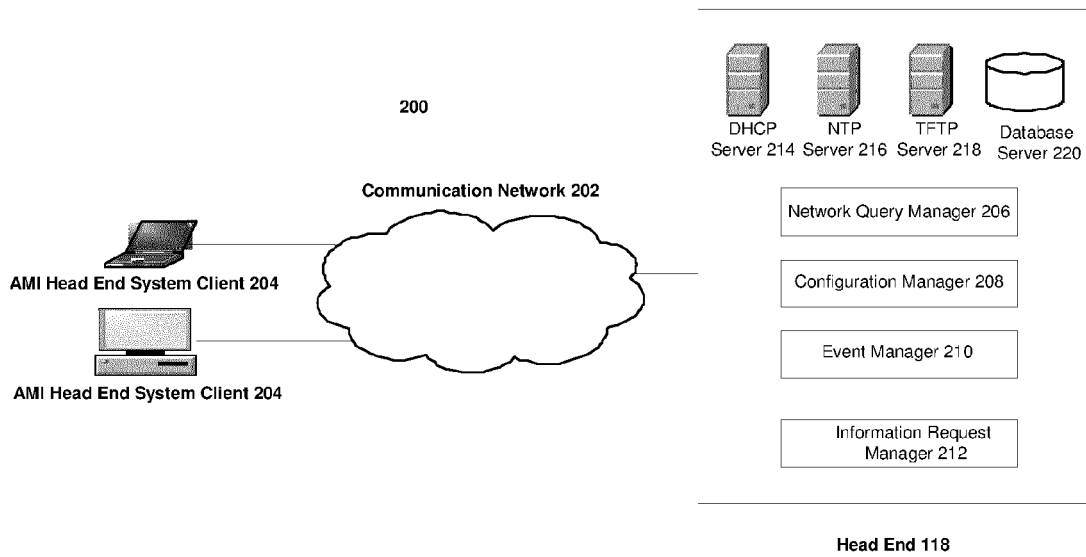 200
DHCP
Server 214
NTP
Server 216
TFTP
Server 218
Database
Server 220
Communication Network 202
AMI Head End System Client 204
AMI Head End System Client 204
Network Query Manager 206
Configuration Manager 208
Event Manager 210
Information Request
Manager 212
Head End 118